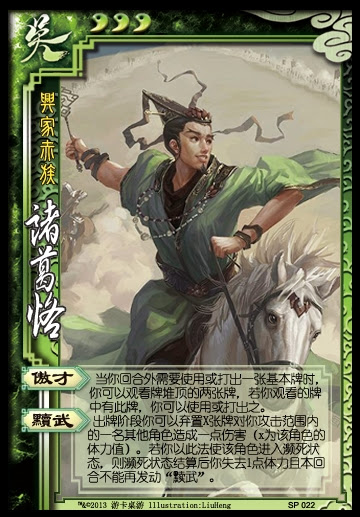 吴
興家赤族
諸葛恪
傲才
当你回合外需要使用或打出一张基本牌时,
你可以观看牌堆顶的两张牌, 若你观看的牌
中有此牌, 你可以使用或打出之。
黩武
出牌阶段你可以弃置X张牌对你攻击范围内
的一名其他角色造成一点伤害 (x为该角色的
体力值) 。若你以此法使该角色进入濒死状
态, 则濒死状态结算后你失去1点体力且本回
合不能再发动“黩武”。
™&©2013 游卡桌游 Illustration:LiuHeng
SP 022